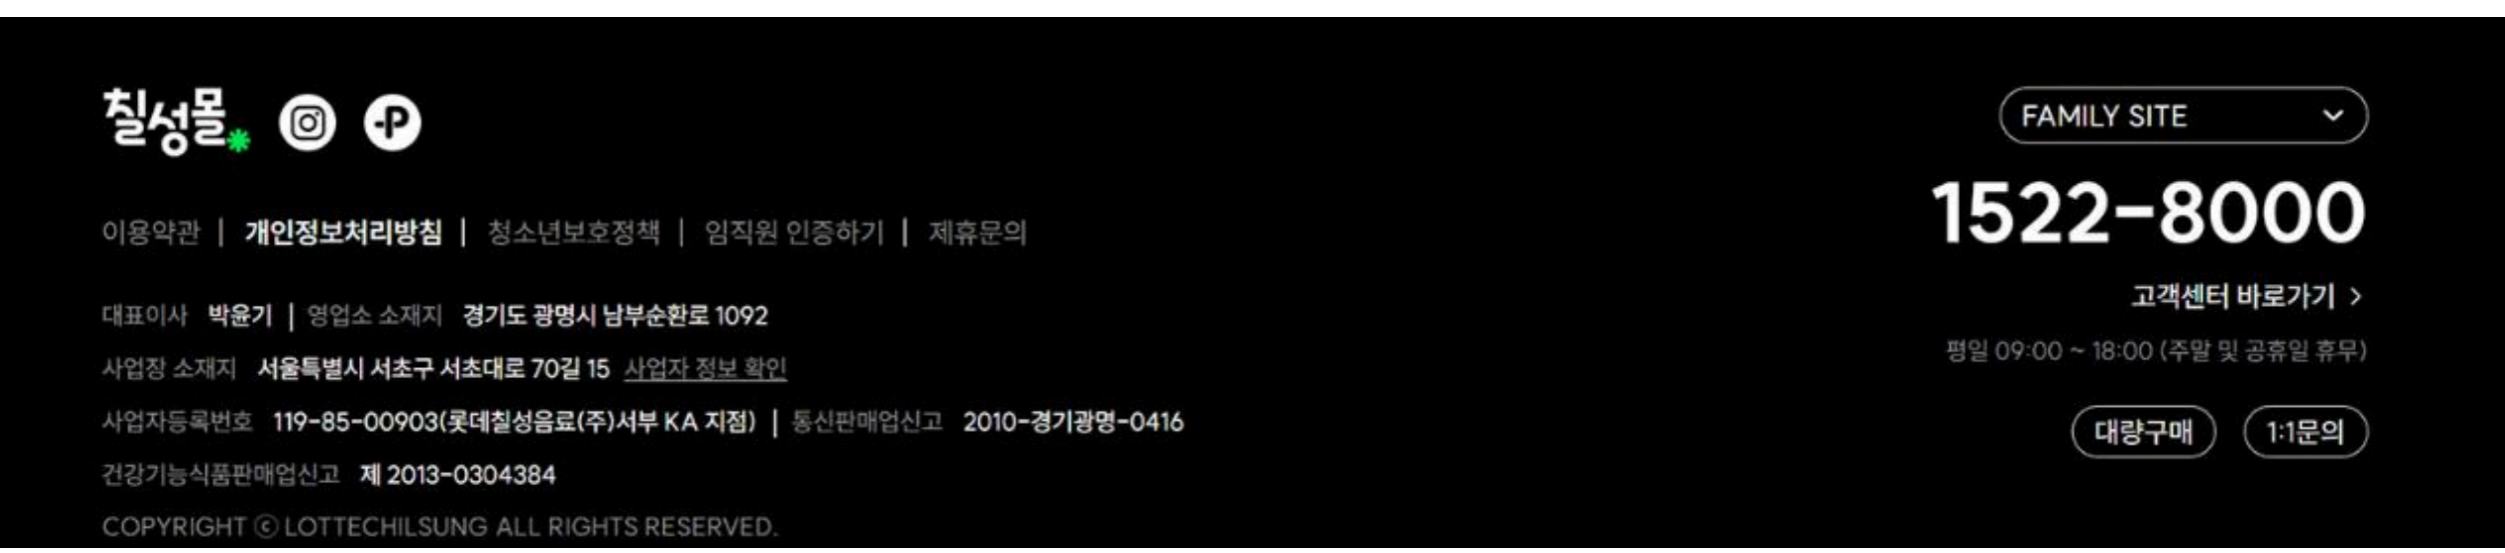 칠성몰
이용약관 | 개인정보처리방침 | 청소년보호정책 | 임직원 인증하기 | 제휴문의
대표이사 박윤기 | 영업소 소재지 경기도 광명시 남부순환로 1092
사업장 소재지 서울특별시 서초구 서초대로 70길 15 사업자 정보 확인
사업자등록번호 119-85-00903(롯데칠성음료(주)서부 KA 지점) | 통신판매업신고 2010-경기광명-0416
건강기능식품판매업신고 제 2013-0304384
COPYRIGHT ⓒ LOTTECHILSUNG ALL RIGHTS RESERVED.
FAMILY SITE
1522-8000
고객센터 바로가기 >
평일 09:00 ~ 18:00 (주말 및 공휴일 휴무)
대량구매 1:1문의